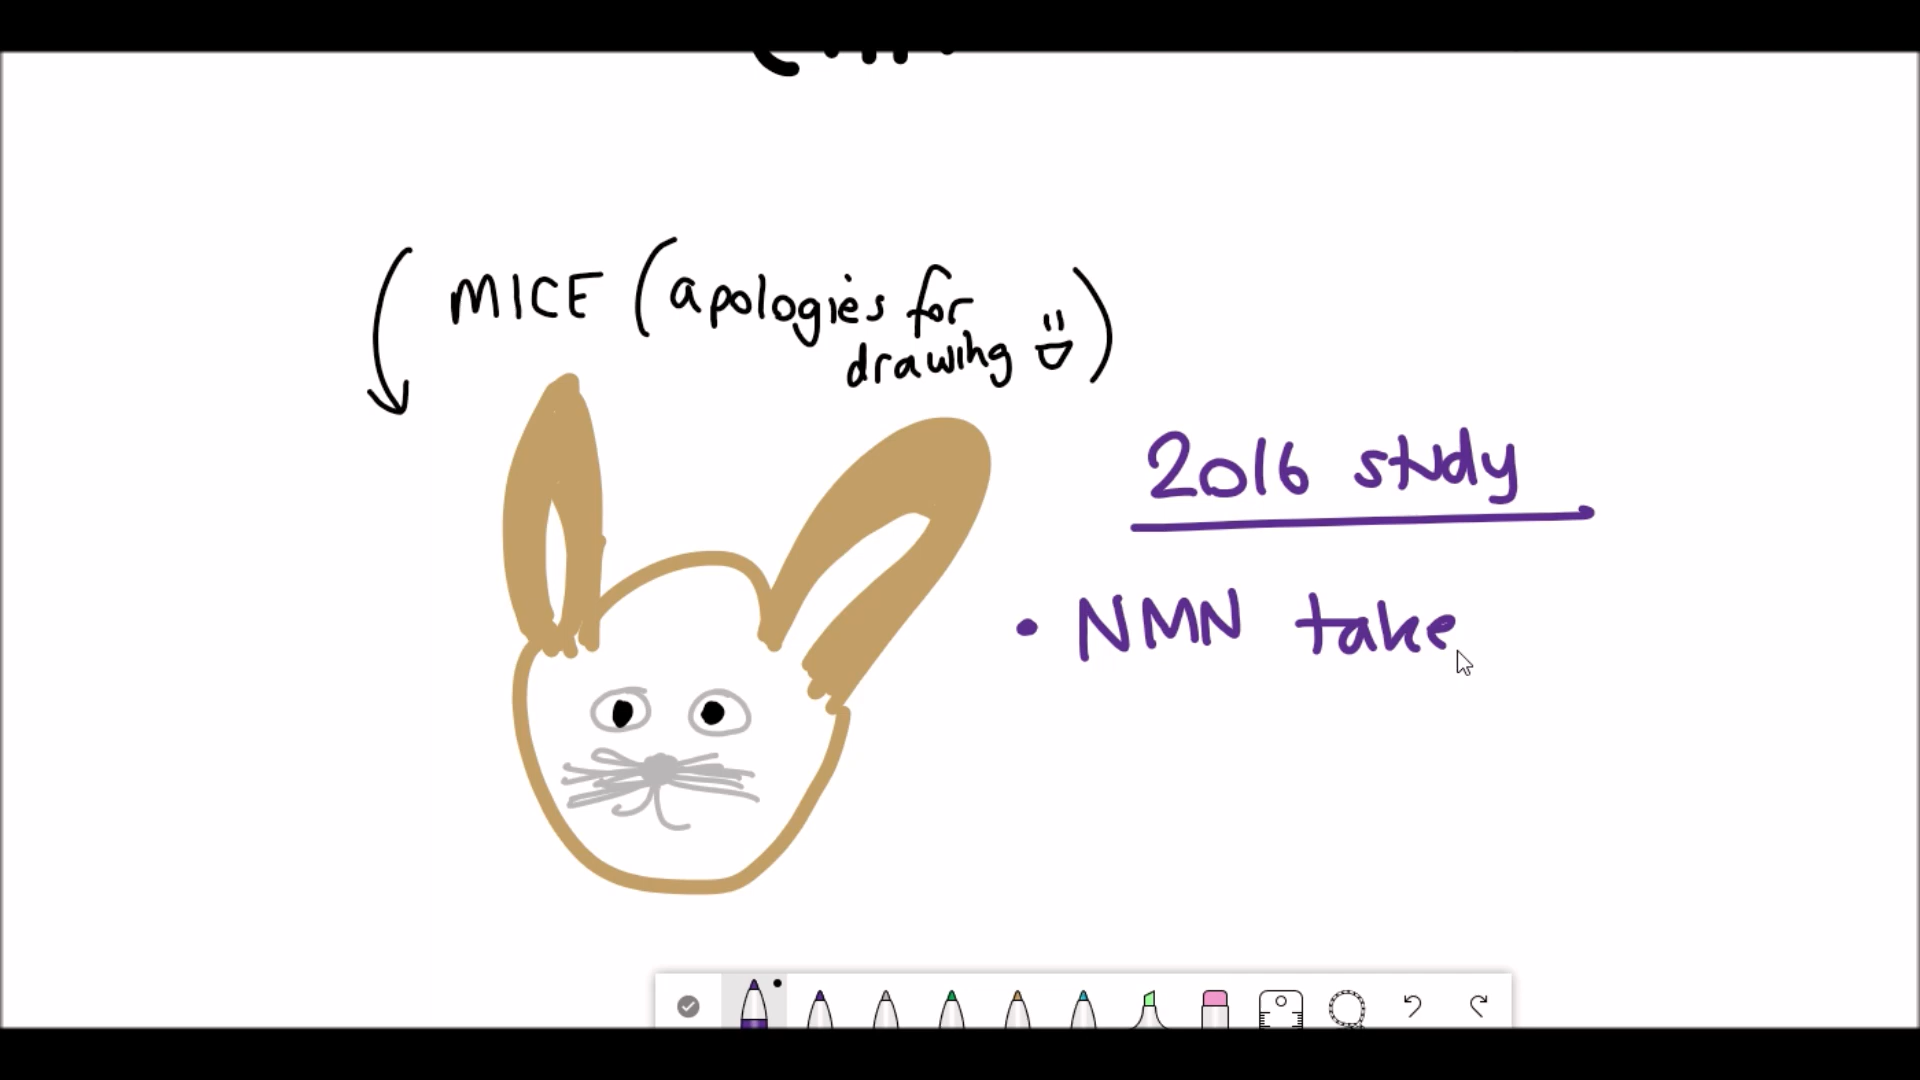 MICE (apologies for
drawing )
2016 study
• NMN take